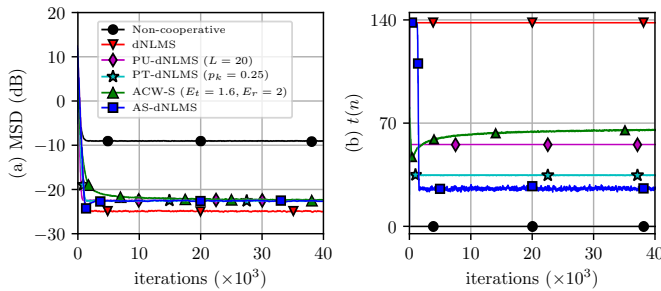 20
10
0
−10
−20
−30
(a) MSD (dB)
Non-cooperative
dNLMS
PU-dNLMS (L = 20)
PT-dNLMS (pₖ = 0.25)
ACW-S (Eₜ = 1.6, Eᵣ = 2)
AS-dNLMS
0 10 20 30 40
iterations (×10³)
140
70
0
(b) t(n)
0 10 20 30 40
iterations (×10³)